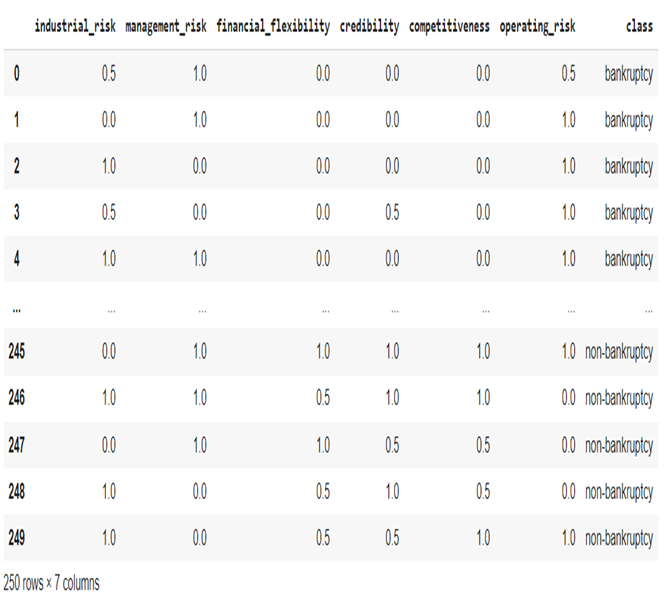 industrial_risk management_risk financial_flexibility credibility competitiveness operating_risk class
0 0.5 1.0 0.0 0.0 0.0 0.5 bankruptcy
1 0.0 1.0 0.0 0.0 0.0 1.0 bankruptcy
2 1.0 0.0 0.0 0.0 0.0 1.0 bankruptcy
3 0.5 0.0 0.0 0.5 0.0 1.0 bankruptcy
4 1.0 1.0 0.0 0.0 0.0 1.0 bankruptcy
... ... ... ... ... ... ... ...
245 0.0 1.0 1.0 1.0 1.0 1.0 non-bankruptcy
246 1.0 1.0 0.5 1.0 1.0 0.0 non-bankruptcy
247 0.0 1.0 1.0 0.5 0.5 0.0 non-bankruptcy
248 1.0 0.0 0.5 1.0 0.5 0.0 non-bankruptcy
249 1.0 0.0 0.5 0.5 1.0 1.0 non-bankruptcy
250 rows × 7 columns